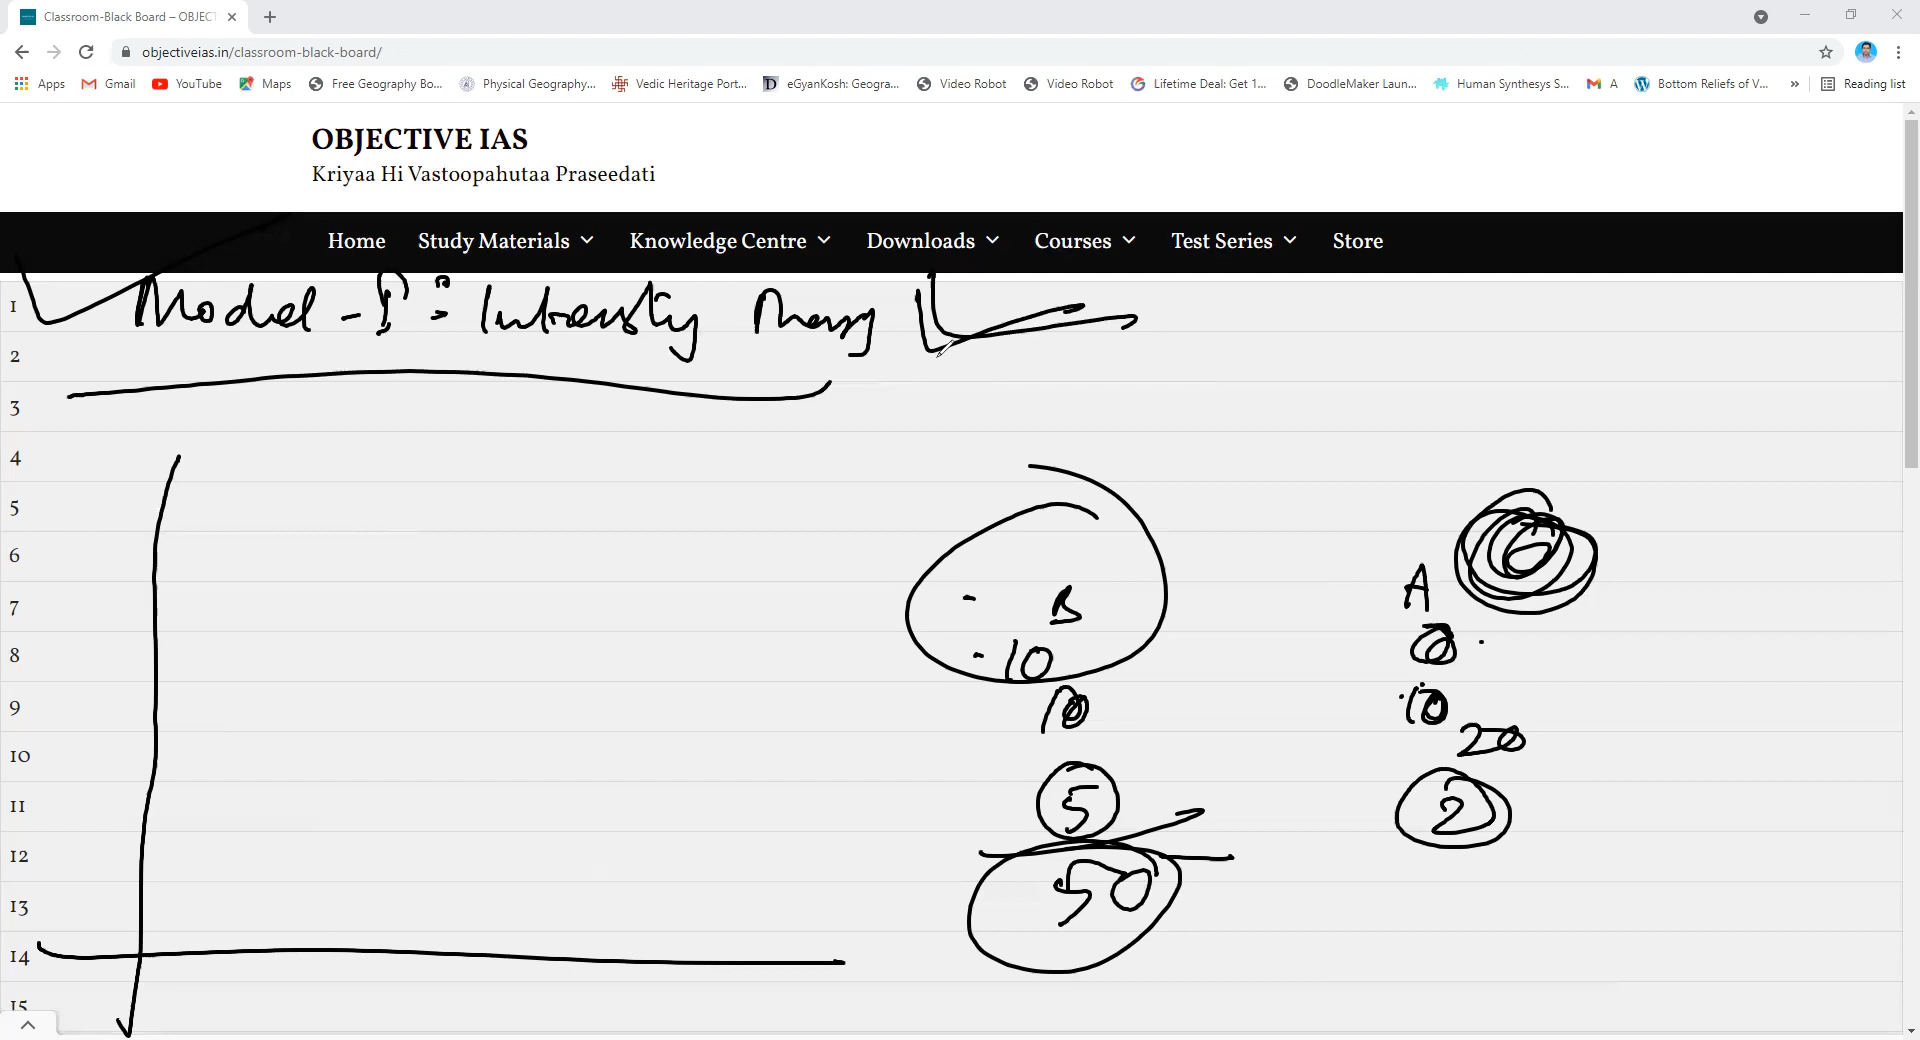 Classroom-Black Board – OBJECT
objectiveias.in/classroom-black-board/
Apps Gmail YouTube Maps Free Geography Bo... Physical Geography,... Vedic Heritage Port... eGyanKosh: Geogra... Video Robot Video Robot Lifetime Deal: Get 1... DoodleMaker Laun... Human Synthesys S... A Bottom Reliefs of V... » Reading list
OBJECTIVE IAS
Kriyaa Hi Vastoopahutaa Praseedati
Home Study Materials Knowledge Centre Downloads Courses Test Series Store
1 Model - I : Intensity
2
3
4
5
6
7 - B A
8 - 10
9 10 10
10 20
11 5 2
12
13 50
14
15